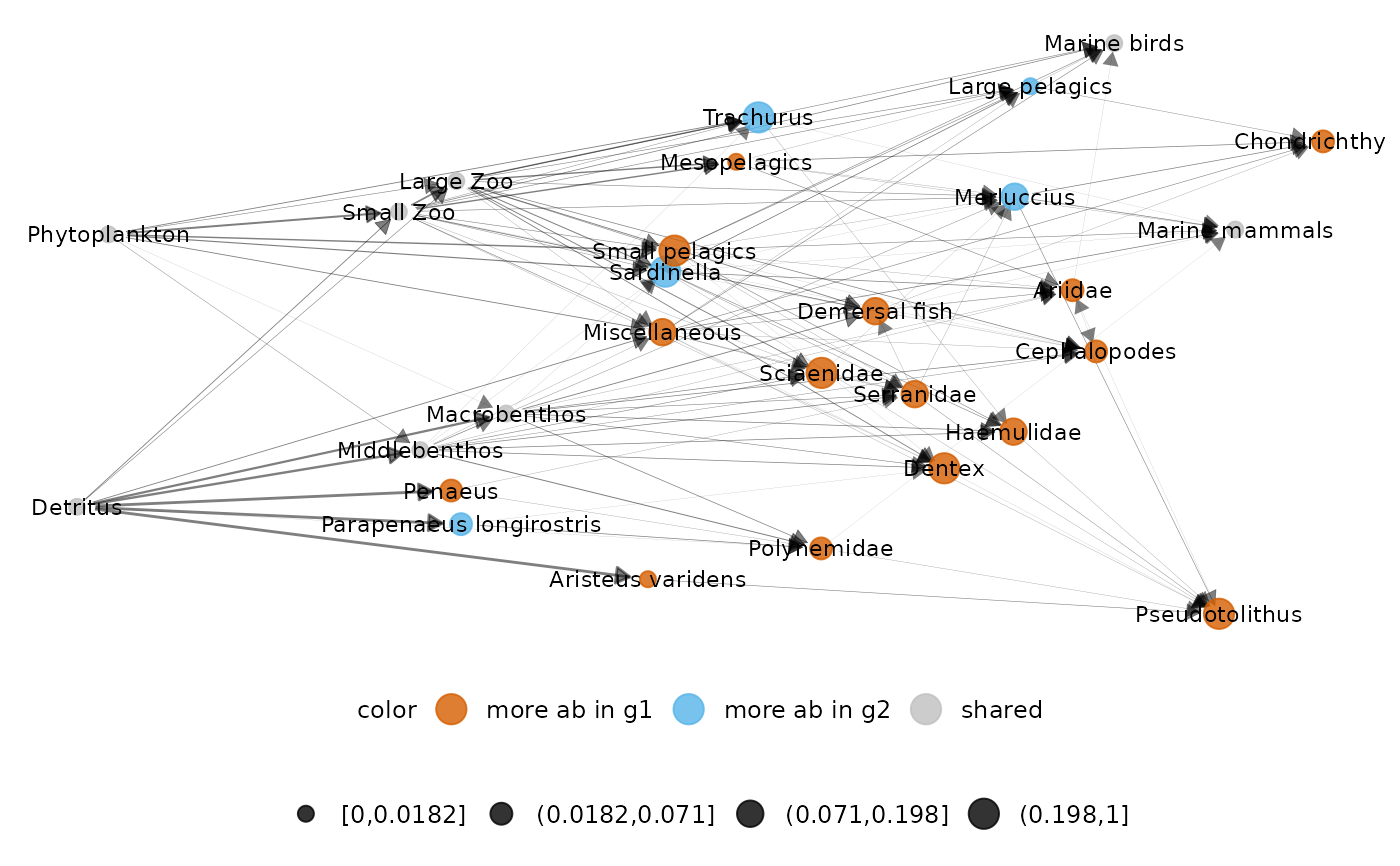 Marine birds
Large pelagics
Trachurus
Chondrichthy
Mesopelagics
Large Zoo
Merluccius
Small Zoo
Marine mammals
Phytoplankton
Small pelagics
Sardinella
Ariidae
Demersal fish
Miscellaneous
Cephalopodes
Sciaenidae
Serranidae
Macrobenthos
Haemulidae
Middlebenthos
Dentex
Penaeus
Detritus
Parapenaeus longirostris
Polynemidae
Aristeus varidens
Pseudotolithus
color more ab in g1 more ab in g2 shared
[0,0.0182] (0.0182,0.071] (0.071,0.198] (0.198,1]